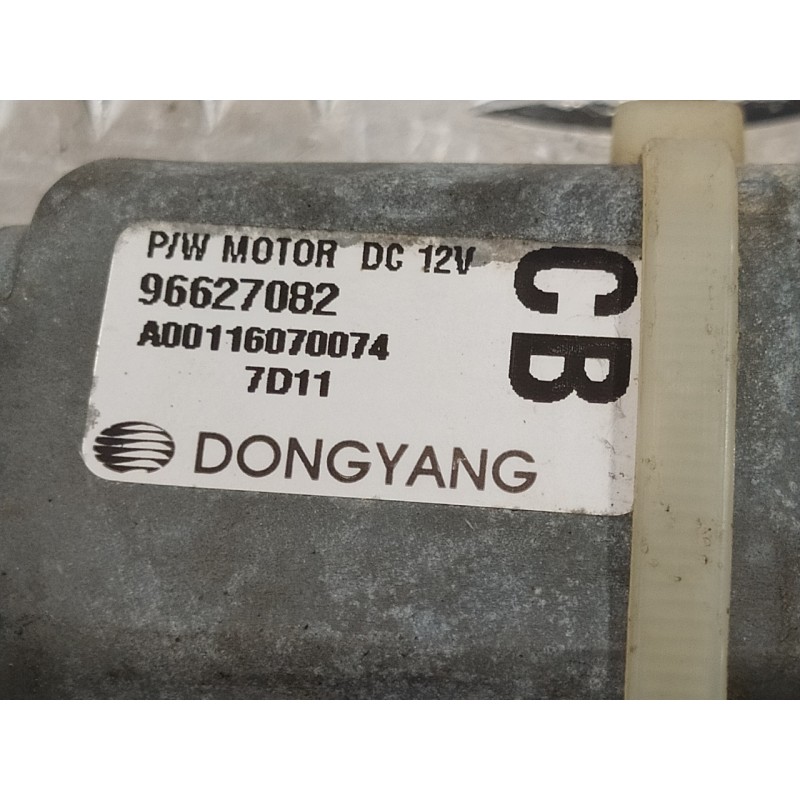 P/W MOTOR DC 12V
96627082
A00116070074
7D11
DONGYANG
CB